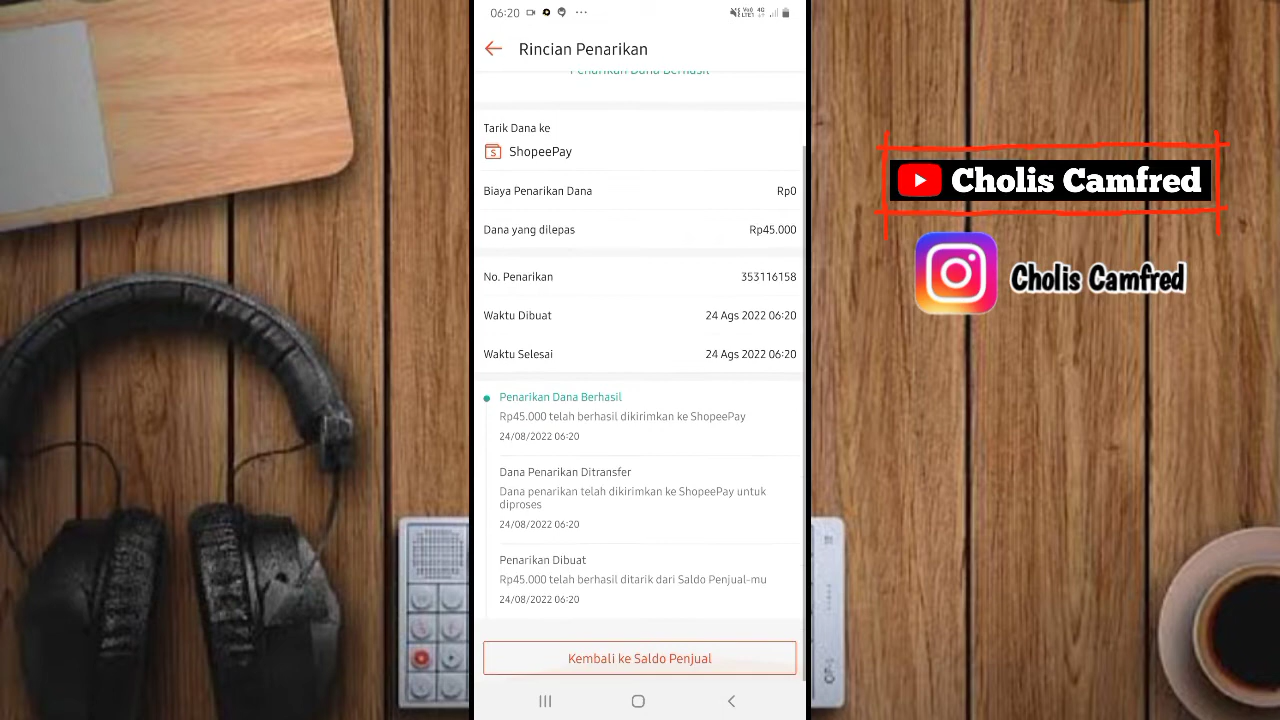 06:20
Rincian Penarikan
Penarikan Dana Berhasil
Tarik Dana ke
ShopeePay
Biaya Penarikan Dana Rp0
Dana yang dilepas Rp45.000
No. Penarikan 353116158
Waktu Dibuat 24 Ags 2022 06:20
Waktu Selesai 24 Ags 2022 06:20
Penarikan Dana Berhasil
Rp45.000 telah berhasil dikirimkan ke ShopeePay
24/08/2022 06:20
Dana Penarikan Ditransfer
Dana penarikan telah dikirimkan ke ShopeePay untuk
diproses
24/08/2022 06:20
Penarikan Dibuat
Rp45.000 telah berhasil ditarik dari Saldo Penjual-mu
24/08/2022 06:20
Kembali ke Saldo Penjual
Cholis Camfred
Cholis Camfred